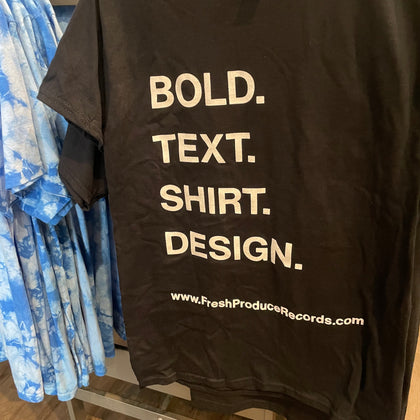 BOLD.
TEXT.
SHIRT.
DESIGN.
www.FreshProduceRecords.com